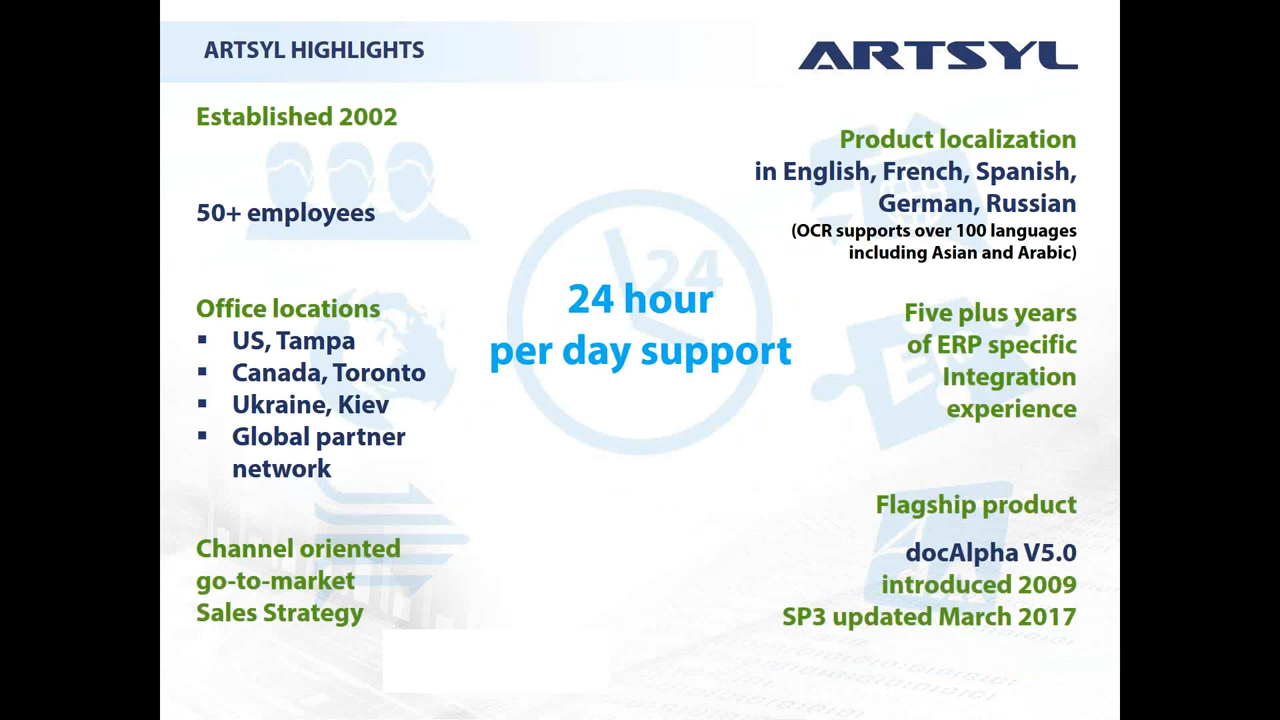 ARTSYL HIGHLIGHTS
ARTSYL
Established 2002
50+ employees
Office locations
▪ US, Tampa
▪ Canada, Toronto
▪ Ukraine, Kiev
▪ Global partner
network
Channel oriented
go-to-market
Sales Strategy
24
24 hour
per day support
Product localization
in English, French, Spanish,
German, Russian
(OCR supports over 100 languages
including Asian and Arabic)
Five plus years
of ERP specific
Integration
experience
Flagship product
docAlpha V5.0
introduced 2009
SP3 updated March 2017